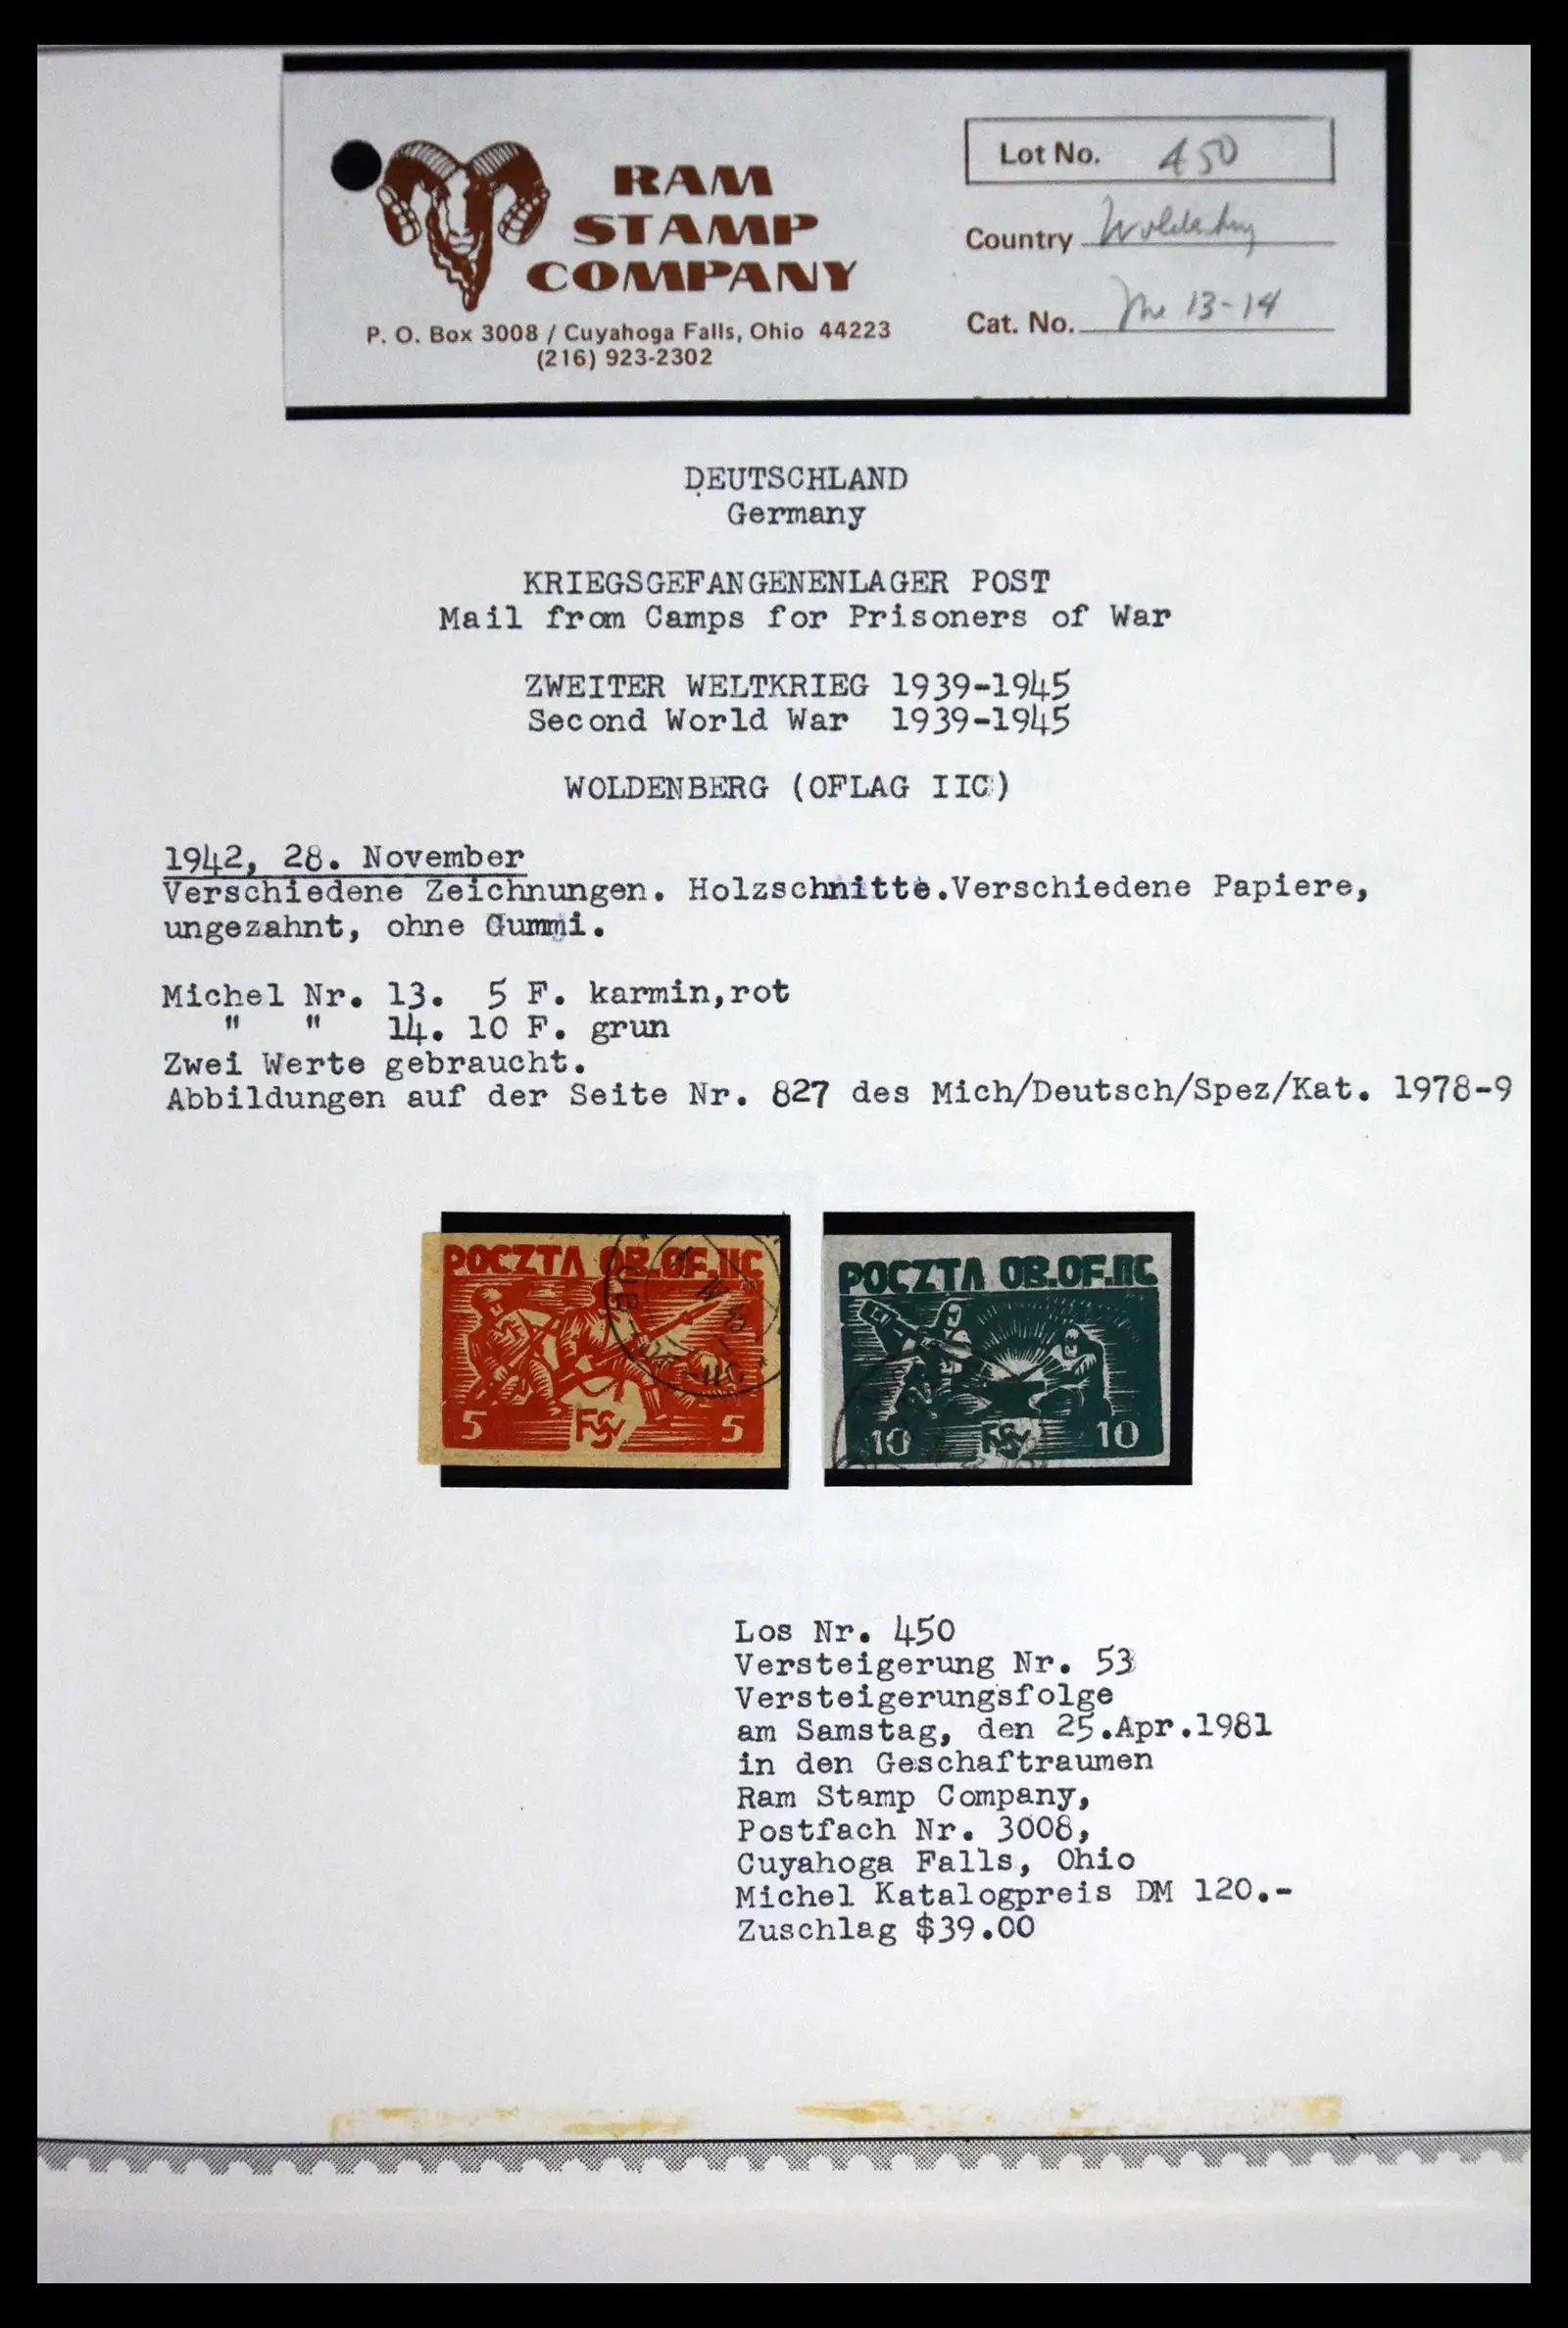 RAM
STAMP
COMPANY
P. O. Box 3008 / Cuyahoga Falls, Ohio 44223
(216) 923-2302
Lot No. 450
Country Woldenberg
Cat. No. Mi 13-14
DEUTSCHLAND
Germany
KRIEGSGEFANGENENLAGER POST
Mail from Camps for Prisoners of War
ZWEITER WELTKRIEG 1939-1945
Second World War 1939-1945
WOLDENBERG (OFLAG IIC)
1942, 28. November
Verschiedene Zeichnungen. Holzschnitte.Verschiedene Papiere,
ungezahnt, ohne Gummi.
Michel Nr. 13. 5 F. karmin,rot
" " 14. 10 F. grun
Zwei Werte gebraucht.
Abbildungen auf der Seite Nr. 827 des Mich/Deutsch/Spez/Kat. 1978-9
POCZTA OB.OF.IIC
5 FSW 5
POCZTA OB.OF.IIC
10 FSW 10
Los Nr. 450
Versteigerung Nr. 53
Versteigerungsfolge
am Samstag, den 25.Apr.1981
in den Geschaftraumen
Ram Stamp Company,
Postfach Nr. 3008,
Cuyahoga Falls, Ohio
Michel Katalogpreis DM 120.-
Zuschlag $39.00